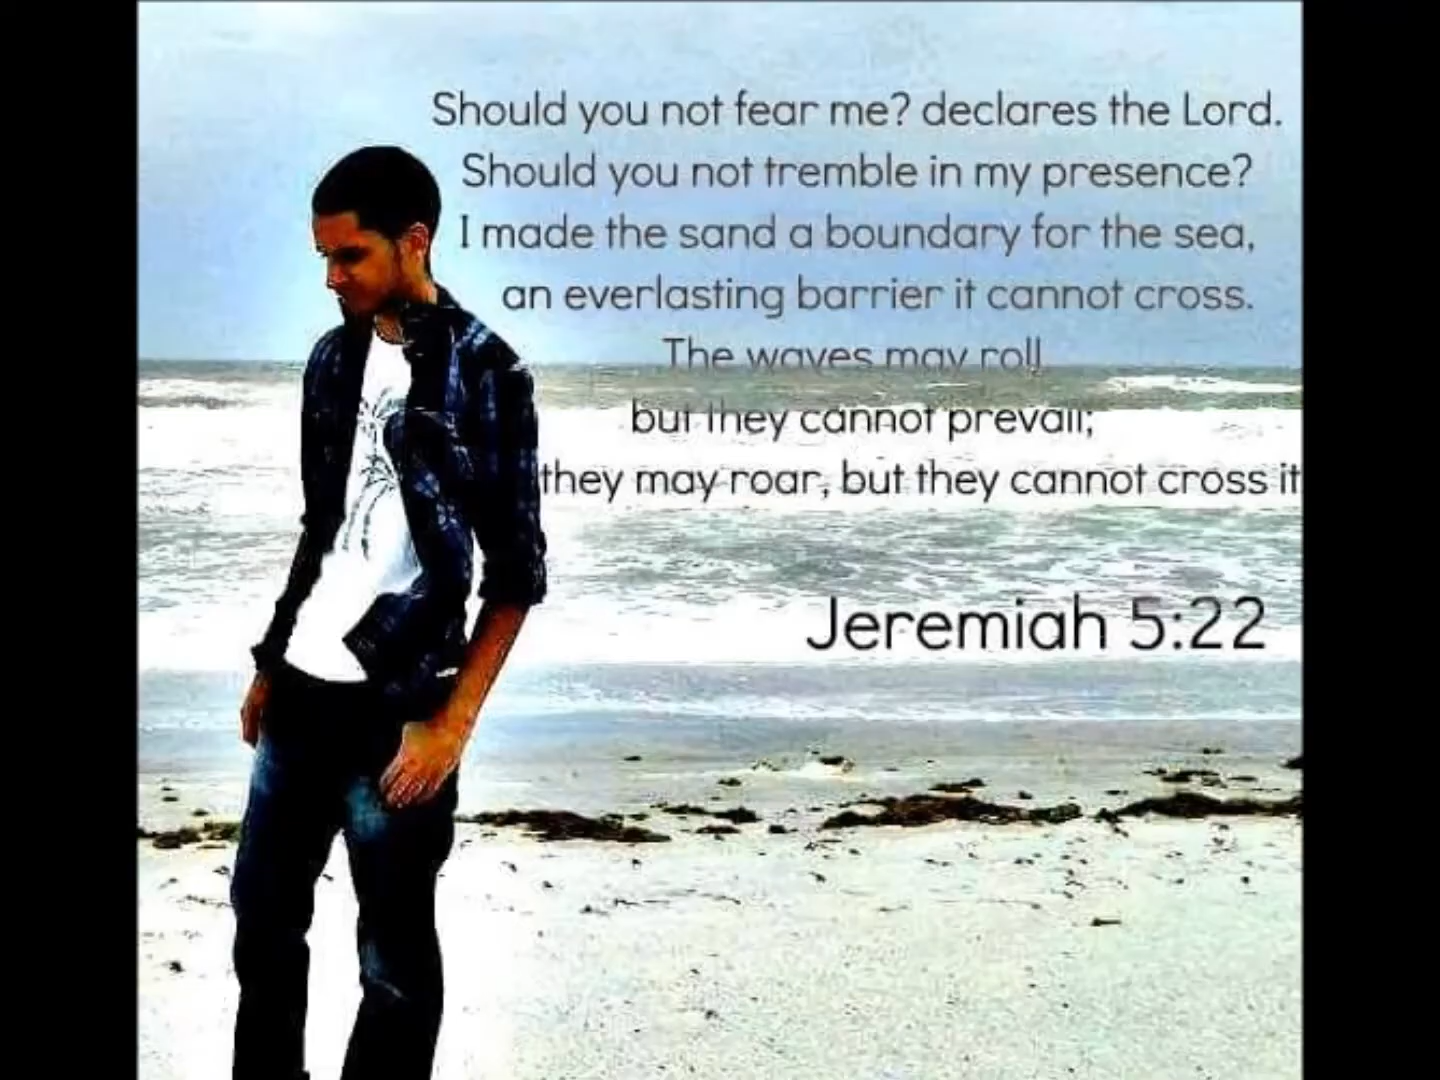 Should you not fear me? declares the Lord.
Should you not tremble in my presence?
I made the sand a boundary for the sea,
an everlasting barrier it cannot cross.
The waves may roll
but they cannot prevail;
they may roar, but they cannot cross it
Jeremiah 5:22